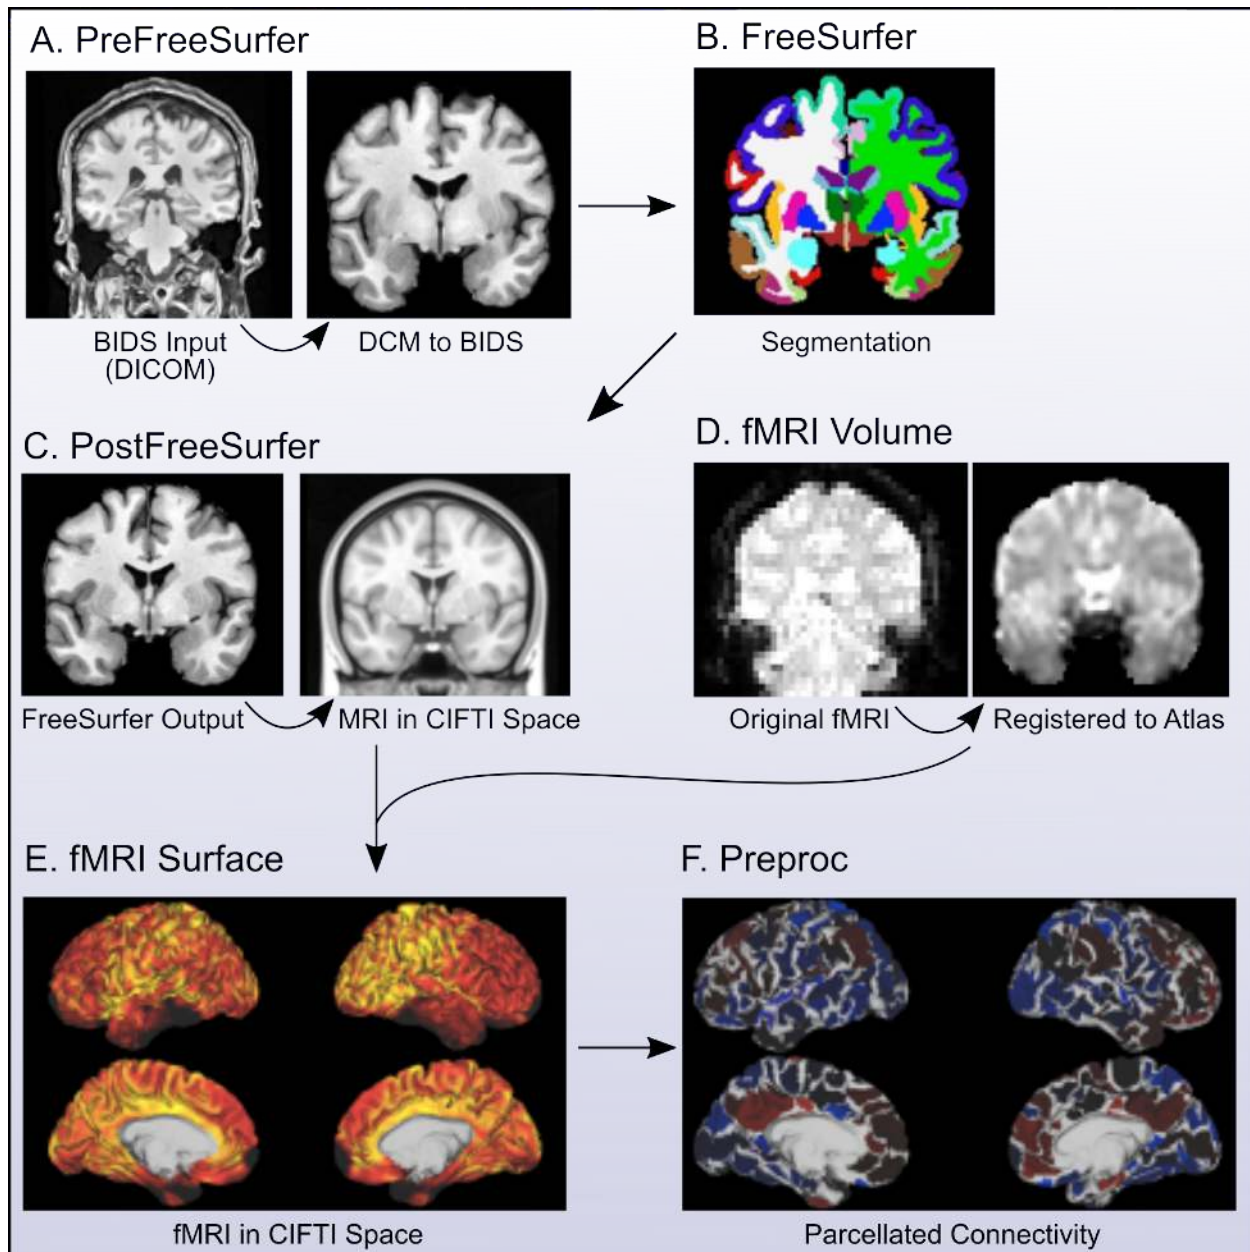 A. PreFreeSurfer
B. FreeSurfer
BIDS Input
(DICOM)
DCM to BIDS
Segmentation
C. PostFreeSurfer
D. fMRI Volume
FreeSurfer Output
MRI in CIFTI Space
Original fMRI
Registered to Atlas
E. fMRI Surface
F. Preproc
fMRI in CIFTI Space
Parcellated Connectivity